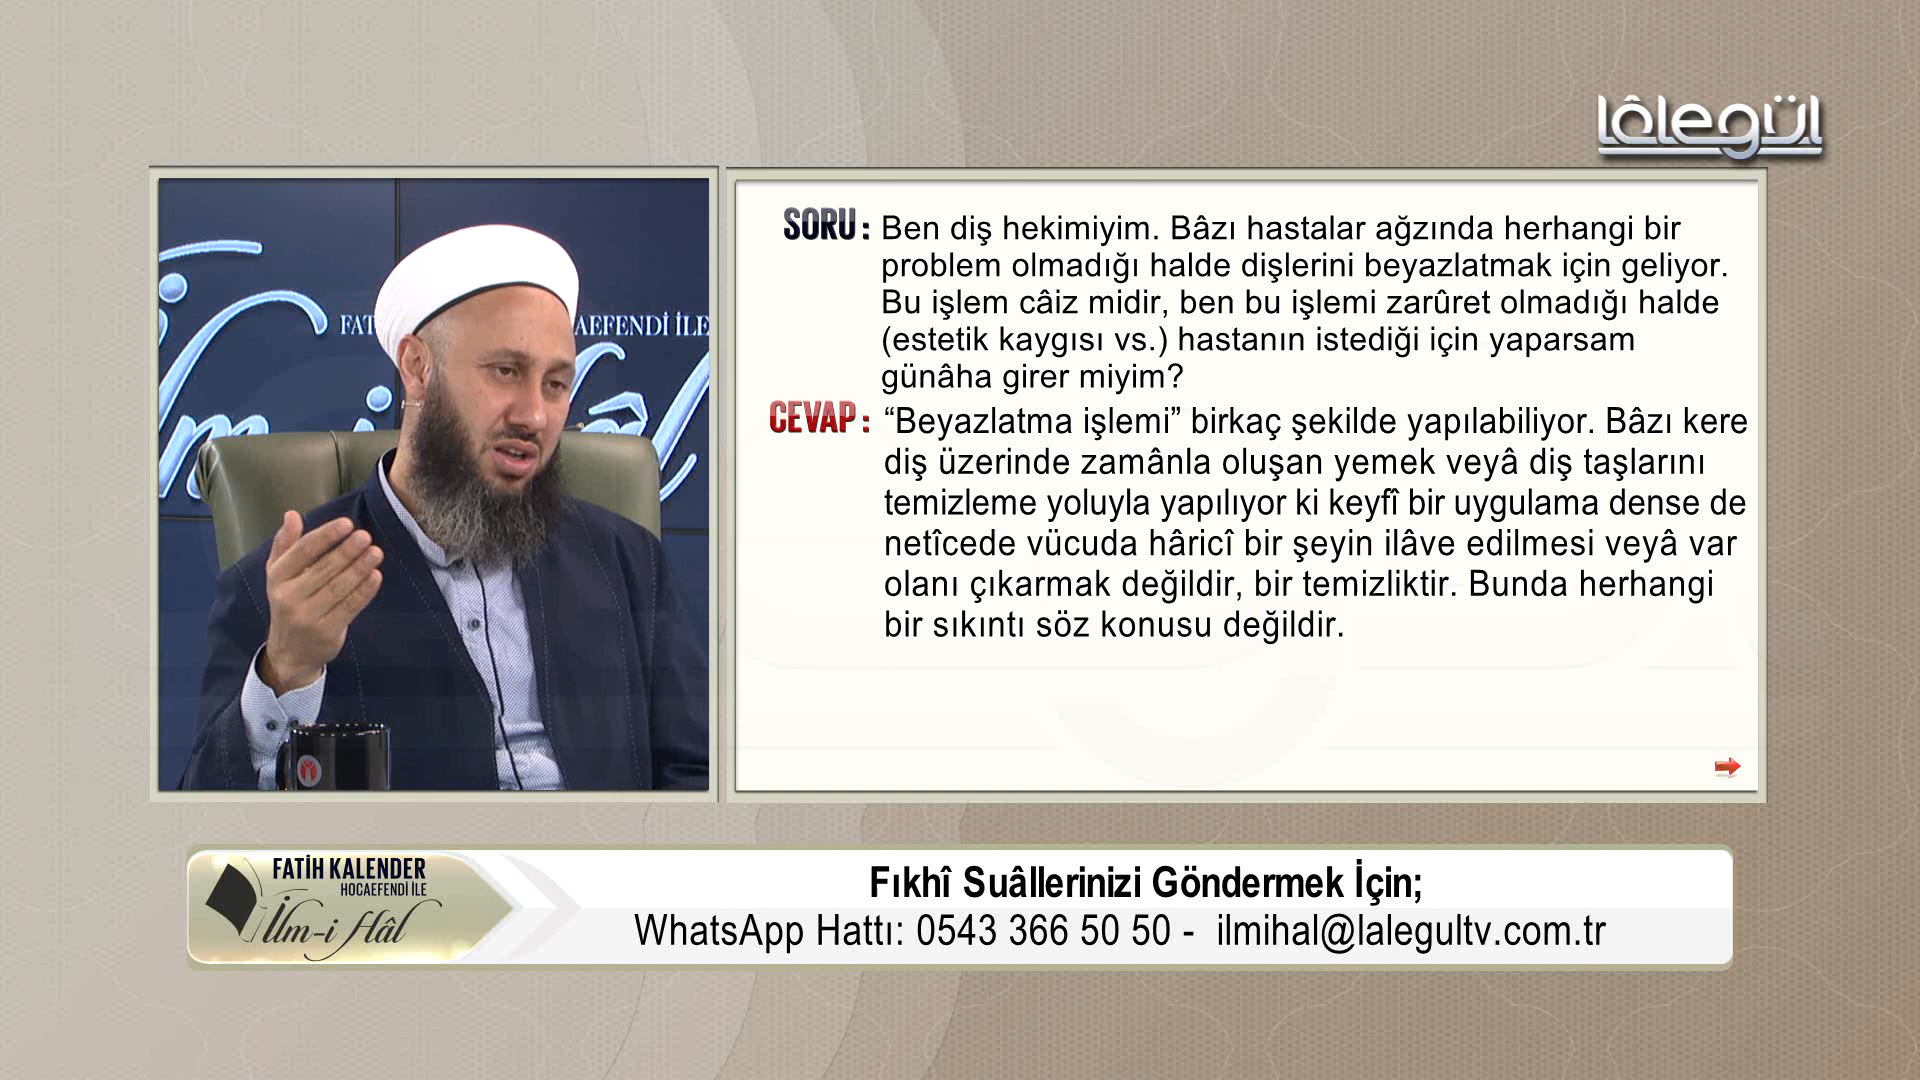 lâlegül
FATİH KALENDER HOCAEFENDİ İLE
SORU : Ben diş hekimiyim. Bâzı hastalar ağzında herhangi bir
problem olmadığı halde dişlerini beyazlatmak için geliyor.
Bu işlem câiz midir, ben bu işlemi zarûret olmadığı halde
(estetik kaygısı vs.) hastanın istediği için yaparsam
günâha girer miyim?
CEVAP : “Beyazlatma işlemi” birkaç şekilde yapılabiliyor. Bâzı kere
diş üzerinde zamânla oluşan yemek veyâ diş taşlarını
temizleme yoluyla yapılıyor ki keyfî bir uygulama dense de
netîcede vücuda hâricî bir şeyin ilâve edilmesi veyâ var
olanı çıkarmak değildir, bir temizliktir. Bunda herhangi
bir sıkıntı söz konusu değildir.
FATİH KALENDER
HOCAEFENDİ İLE
İlm-i Hâl
Fıkhî Suâllerinizi Göndermek İçin;
WhatsApp Hattı: 0543 366 50 50 - ilmihal@lalegultv.com.tr